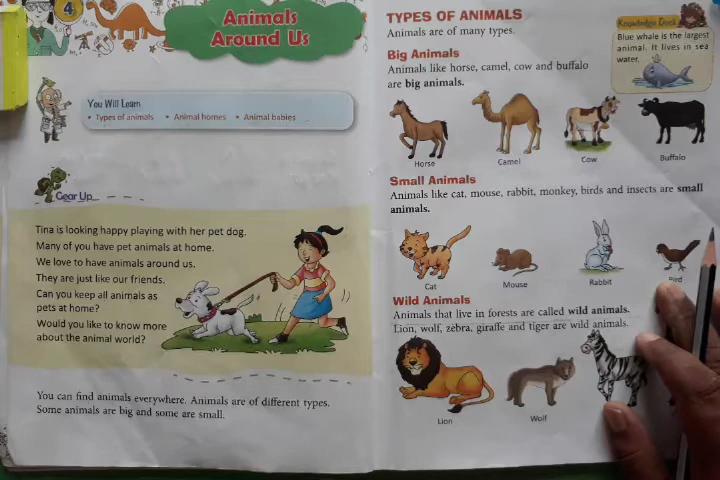 4
Animals
Around Us
You Will Learn
• Types of animals • Animal homes • Animal babies
Gear Up
Tina is looking happy playing with her pet dog.
Many of you have pet animals at home.
We love to have animals around us.
They are just like our friends.
Can you keep all animals as
pets at home?
Would you like to know more
about the animal world?
You can find animals everywhere. Animals are of different types.
Some animals are big and some are small.
TYPES OF ANIMALS
Animals are of many types.
Knowledge Desk
Blue whale is the largest
animal. It lives in sea
water.
Big Animals
Animals like horse, camel, cow and buffalo
are big animals.
Horse
Camel
Cow
Buffalo
Small Animals
Animals like cat, mouse, rabbit, monkey, birds and insects are small
animals.
Cat
Mouse
Rabbit
Bird
Wild Animals
Animals that live in forests are called wild animals.
Lion, wolf, zebra, giraffe and tiger are wild animals.
Lion
Wolf